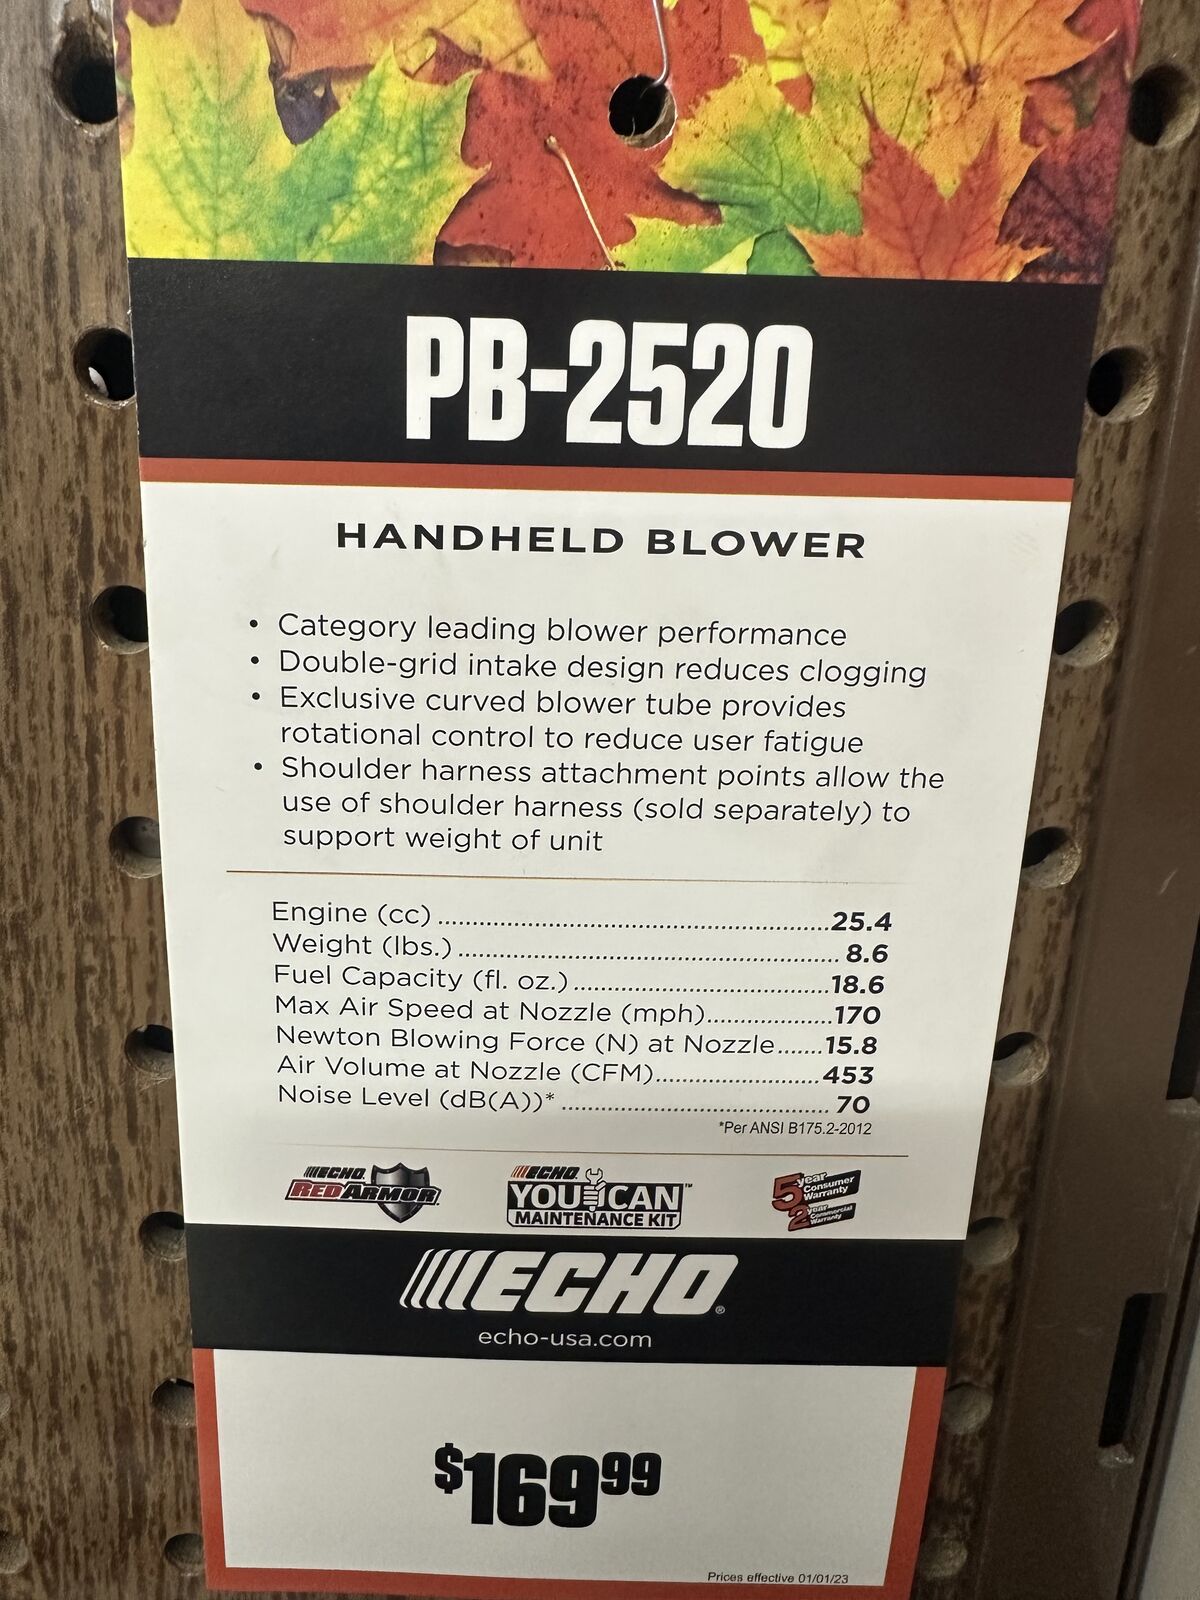 PB-2520
HANDHELD BLOWER
• Category leading blower performance
• Double-grid intake design reduces clogging
• Exclusive curved blower tube provides
rotational control to reduce user fatigue
• Shoulder harness attachment points allow the
use of shoulder harness (sold separately) to
support weight of unit
Engine (cc) ........................................................ 25.4
Weight (lbs.) ...................................................... 8.6
Fuel Capacity (fl. oz.) .................................... 18.6
Max Air Speed at Nozzle (mph) .................. 170
Newton Blowing Force (N) at Nozzle ....... 15.8
Air Volume at Nozzle (CFM) ....................... 453
Noise Level (dB(A))* ...................................... 70
*Per ANSI B175.2-2012
ECHO
RED ARMOR
ECHO
YOU CAN™
MAINTENANCE KIT
5 year
Consumer
Warranty
2 year
Commercial
Warranty
ECHO®
echo-usa.com
$169.99
Prices effective 01/01/23